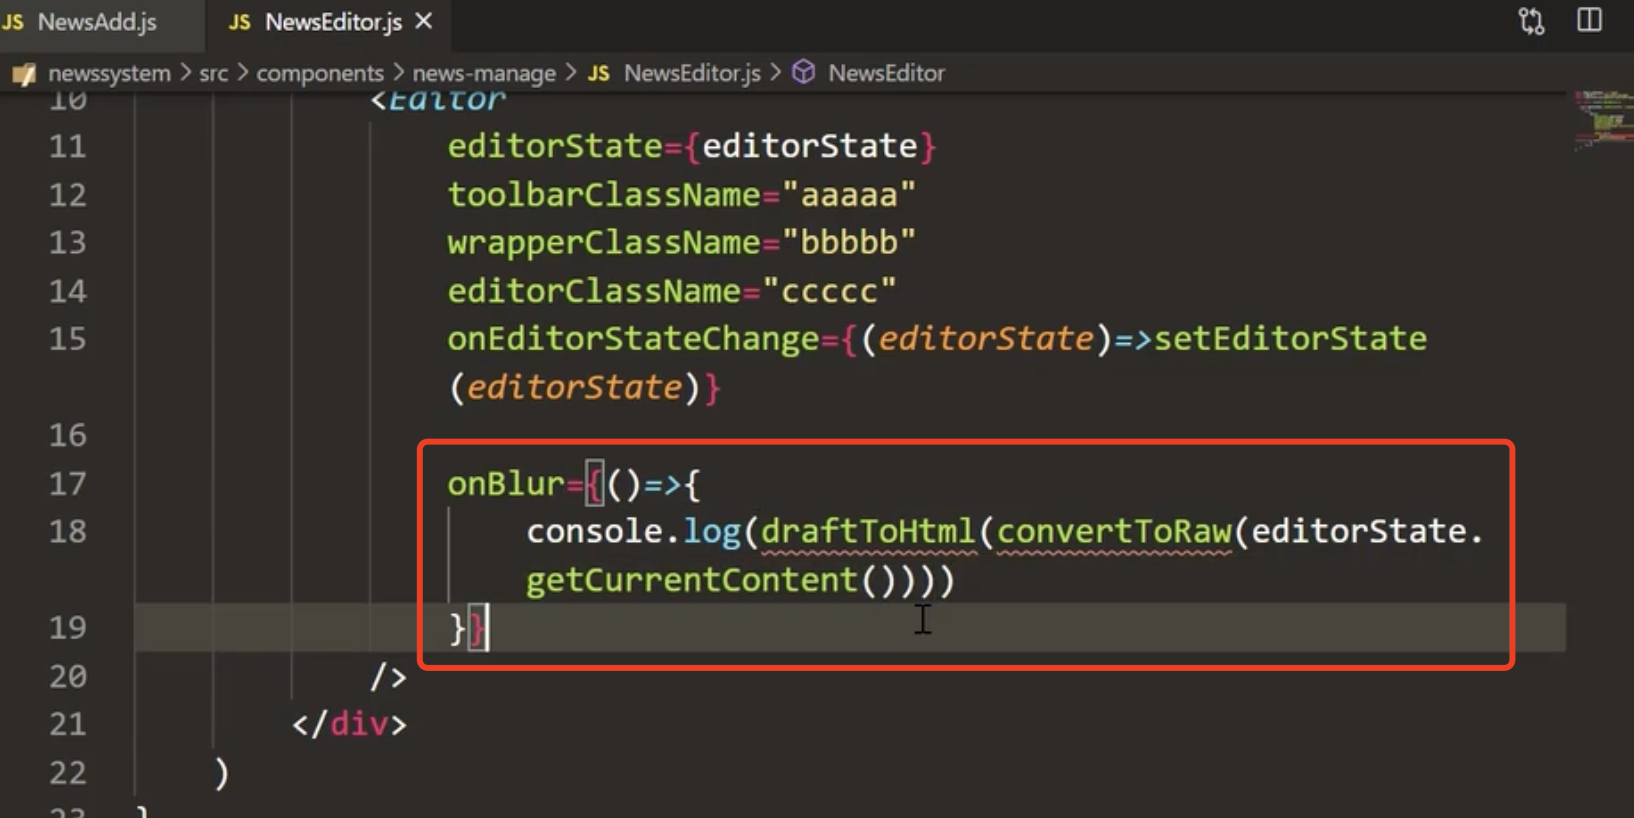 JS NewsAdd.js JS NewsEditor.js ×
newssystem > src > components > news-manage > JS NewsEditor.js > NewsEditor
10 <Editor
11 editorState={editorState}
12 toolbarClassName="aaaaa"
13 wrapperClassName="bbbbb"
14 editorClassName="ccccc"
15 onEditorStateChange={(editorState)=>setEditorState
(editorState)}
16
17 onBlur={()=>{
18 console.log(draftToHtml(convertToRaw(editorState.
getCurrentContent())))
19 }}
20 />
21 </div>
22 )
23 }